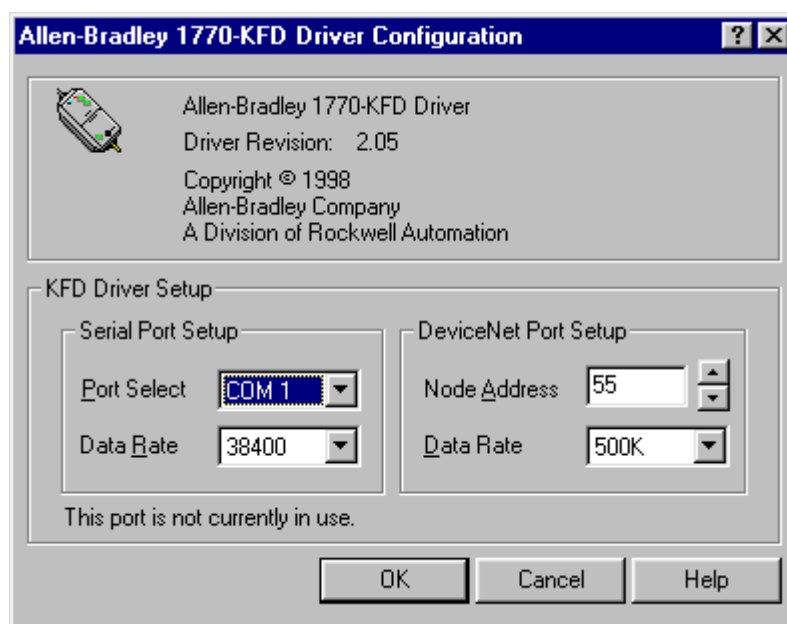 Allen-Bradley 1770-KFD Driver Configuration
Allen-Bradley 1770-KFD Driver
Driver Revision: 2.05
Copyright © 1998
Allen-Bradley Company
A Division of Rockwell Automation
KFD Driver Setup
Serial Port Setup
Port Select COM 1
Data Rate 38400
DeviceNet Port Setup
Node Address 55
Data Rate 500K
This port is not currently in use.
OK Cancel Help